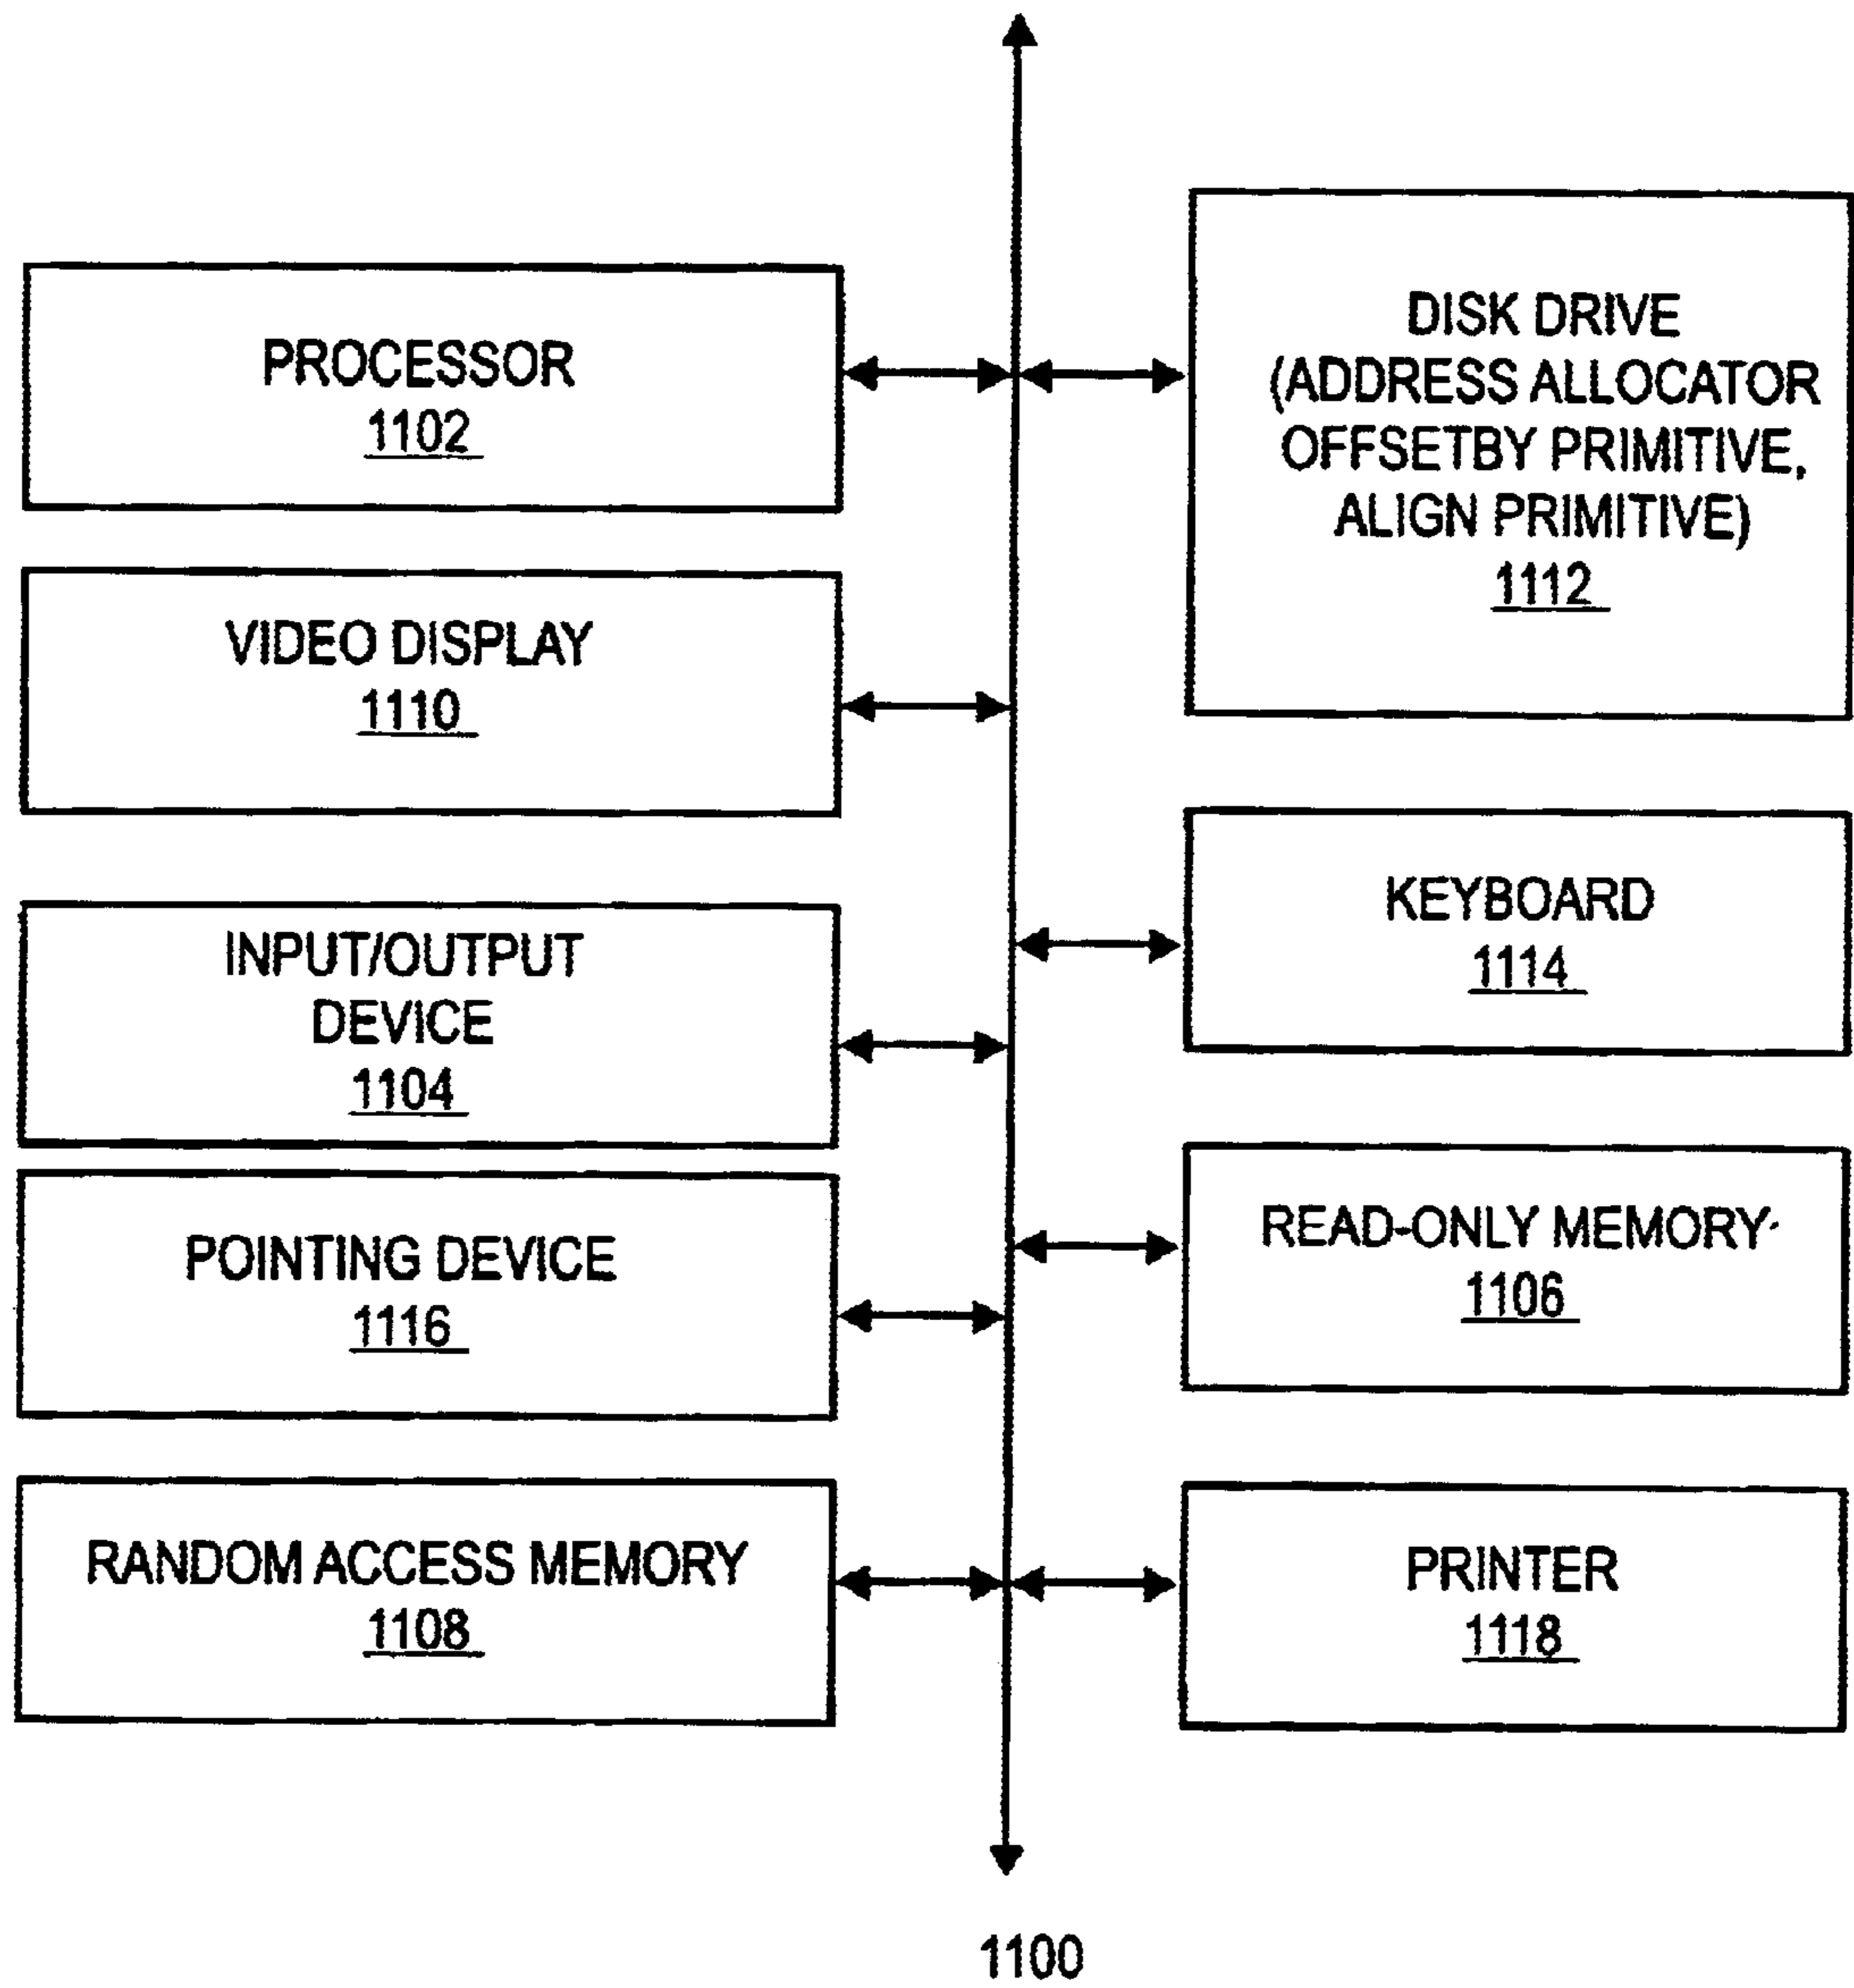 PROCESSOR
1102
VIDEO DISPLAY
1110
INPUT/OUTPUT
DEVICE
1104
POINTING DEVICE
1116
RANDOM ACCESS MEMORY
1108
DISK DRIVE
(ADDRESS ALLOCATOR
OFFSETBY PRIMITIVE,
ALIGN PRIMITIVE)
1112
KEYBOARD
1114
READ-ONLY MEMORY
1106
PRINTER
1118
1100